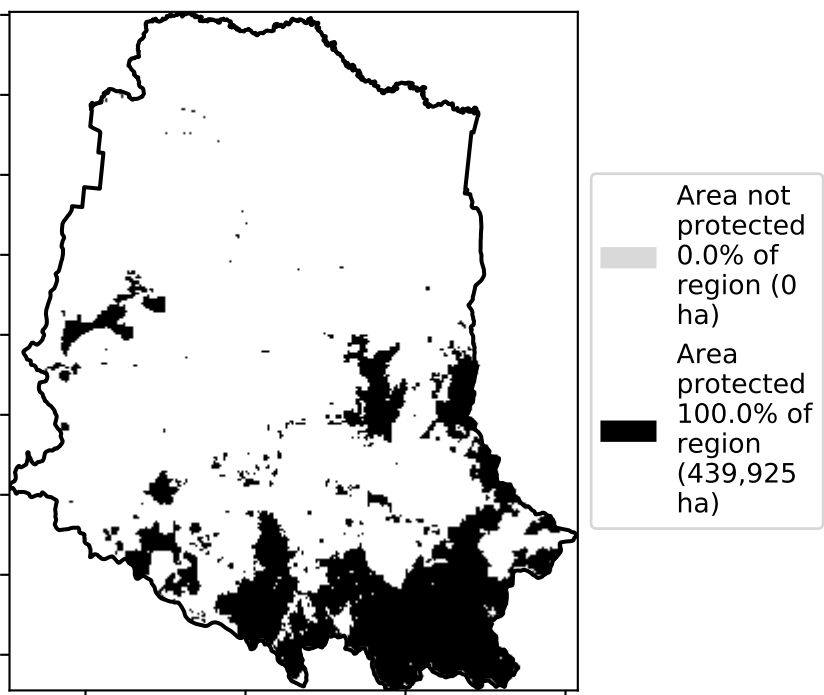 Area not
protected
0.0% of
region (0
ha)
Area
protected
100.0% of
region
(439,925
ha)